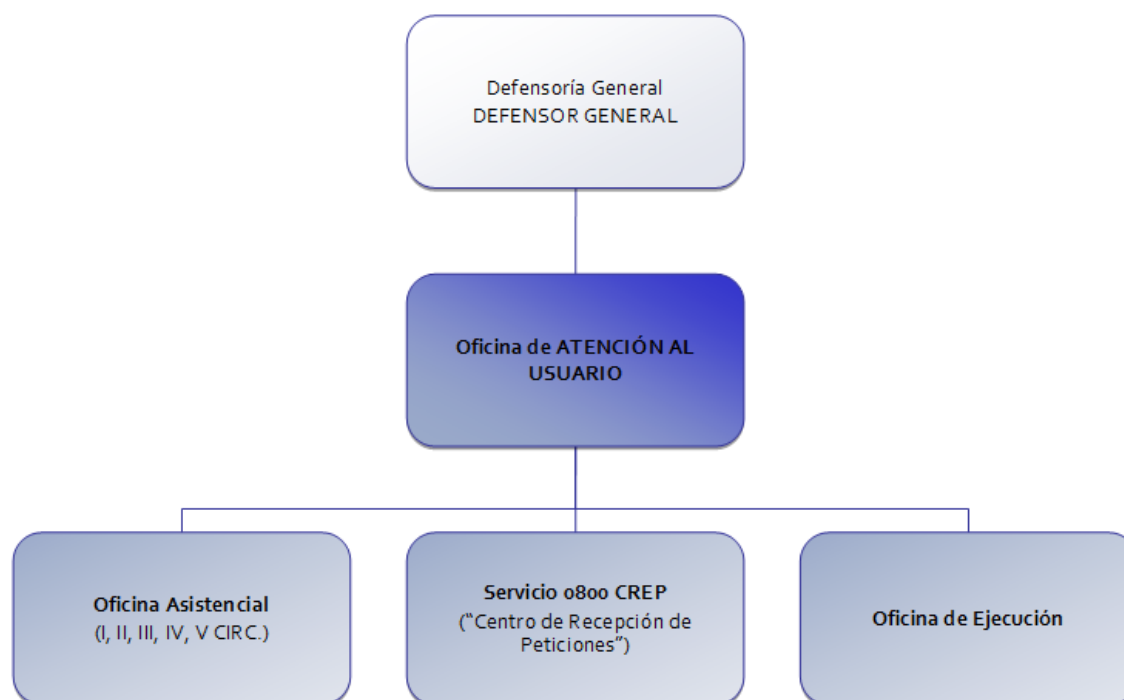 Defensoría General
DEFENSOR GENERAL
Oficina de ATENCIÓN AL
USUARIO
Oficina Asistencial
(I, II, III, IV, V CIRC.)
Servicio 0800 CREP
(“Centro de Recepción de
Peticiones”)
Oficina de Ejecución